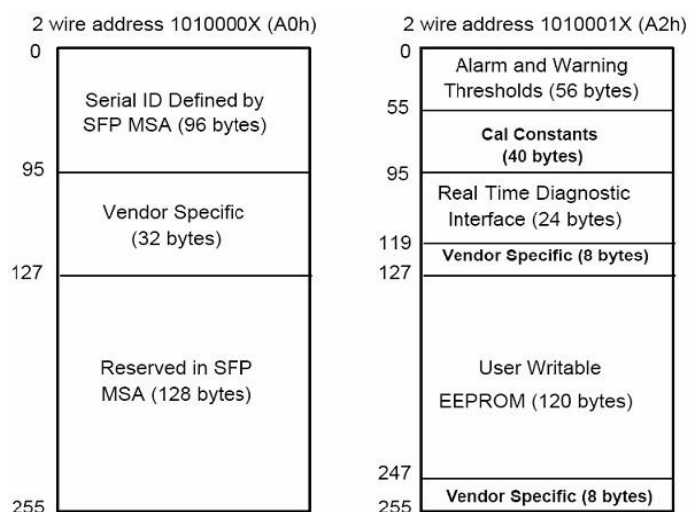 2 wire address 1010000X (A0h)
0
Serial ID Defined by
SFP MSA (96 bytes)
95
Vendor Specific
(32 bytes)
127
Reserved in SFP
MSA (128 bytes)
255
2 wire address 1010001X (A2h)
0
Alarm and Warning
Thresholds (56 bytes)
55
Cal Constants
(40 bytes)
95
Real Time Diagnostic
Interface (24 bytes)
119
Vendor Specific (8 bytes)
127
User Writable
EEPROM (120 bytes)
247
Vendor Specific (8 bytes)
255